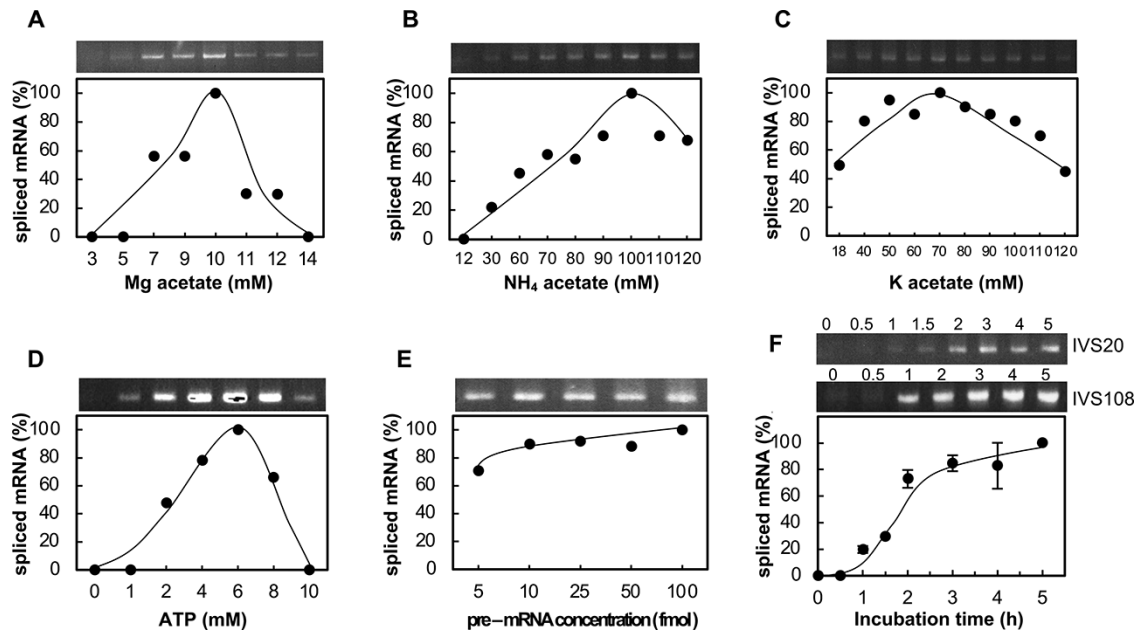 A
spliced mRNA (%)
100
80
60
40
20
0
3 5 7 9 10 11 12 14
Mg acetate (mM)
B
spliced mRNA (%)
100
80
60
40
20
0
12 30 60 70 80 90 100110 120
NH4 acetate (mM)
C
spliced mRNA (%)
100
80
60
40
20
0
18 40 50 60 70 80 90 100110 120
K acetate (mM)
D
spliced mRNA (%)
100
80
60
40
20
0
0 1 2 4 6 8 10
ATP (mM)
E
spliced mRNA (%)
100
80
60
40
20
0
5 10 25 50 100
pre–mRNA concentration (fmol)
F
0 0.5 1 1.5 2 3 4 5
IVS20
0 0.5 1 2 3 4 5
IVS108
spliced mRNA (%)
100
80
60
40
20
0
0 1 2 3 4 5
Incubation time (h)